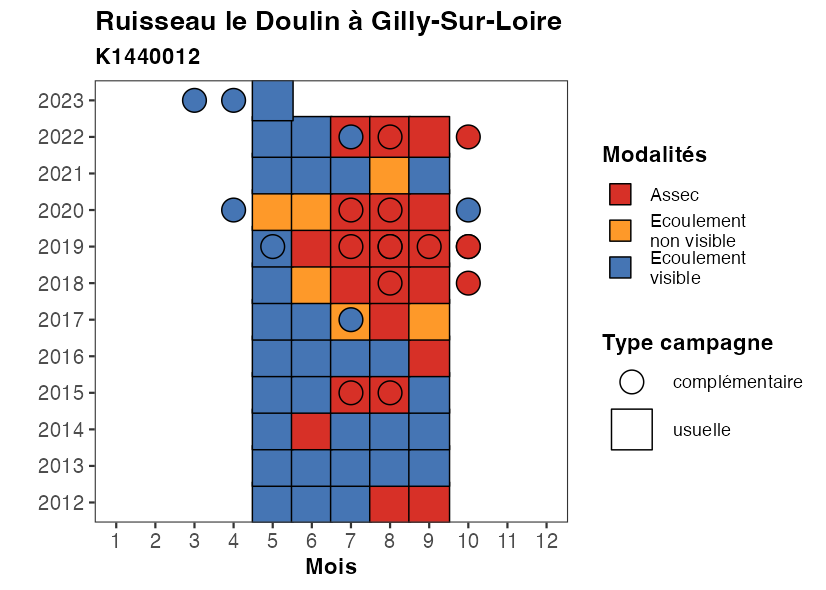 Ruisseau le Doulin à Gilly-Sur-Loire
K1440012
2023
2022
2021
2020
2019
2018
2017
2016
2015
2014
2013
2012
1 2 3 4 5 6 7 8 9 10 11 12
Mois
Modalités
Assec
Ecoulement
non visible
Ecoulement
visible
Type campagne
complémentaire
usuelle